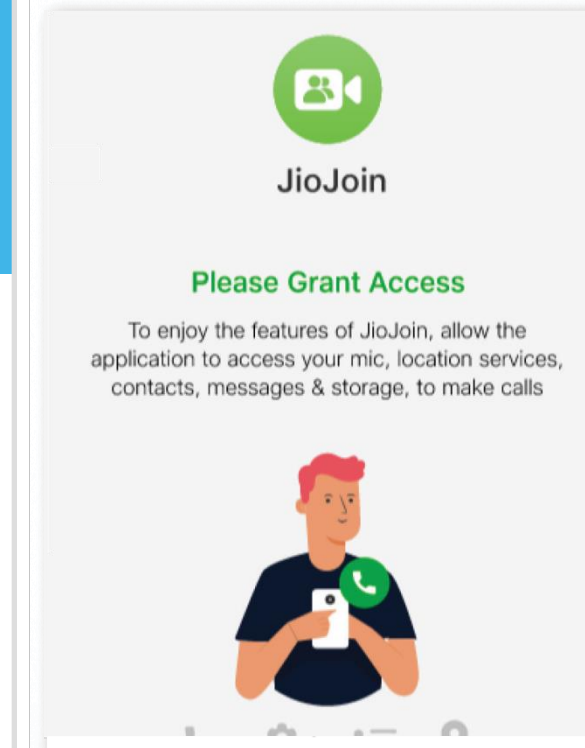 JioJoin
Please Grant Access
To enjoy the features of JioJoin, allow the
application to access your mic, location services,
contacts, messages & storage, to make calls